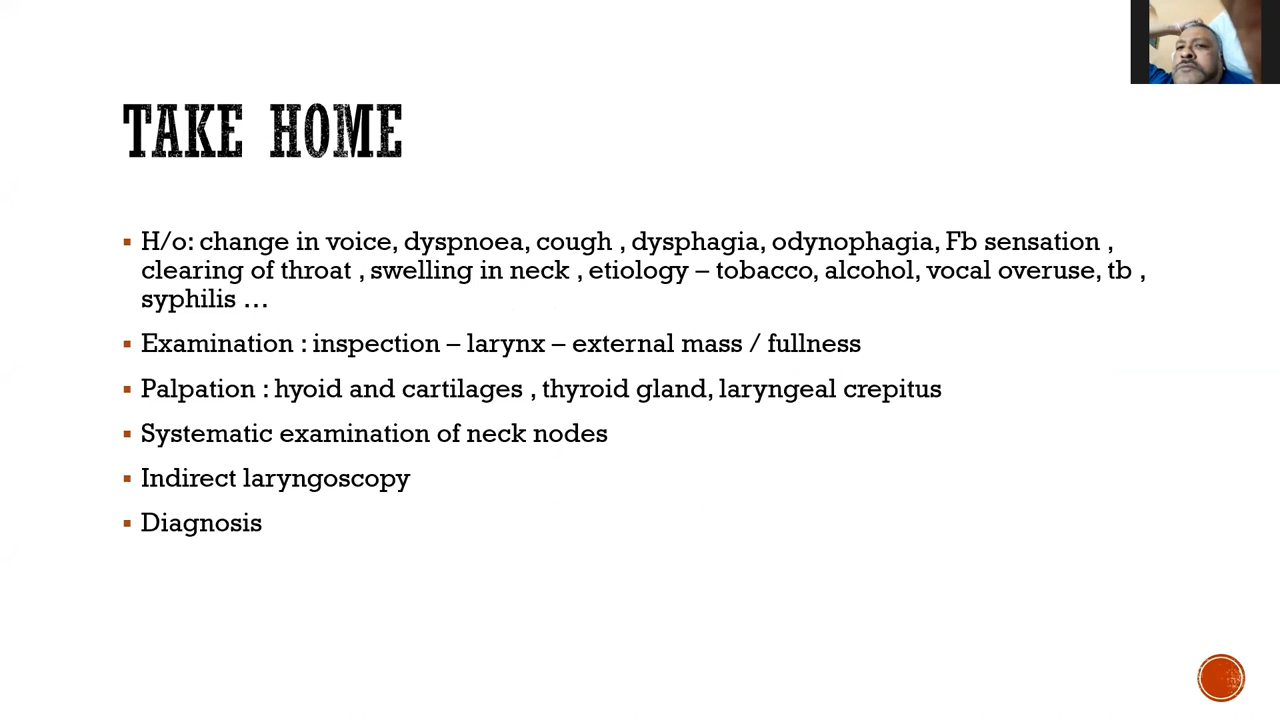 TAKE HOME
H/o: change in voice, dyspnoea, cough , dysphagia, odynophagia, Fb sensation ,
clearing of throat , swelling in neck , etiology – tobacco, alcohol, vocal overuse, tb ,
syphilis ...
Examination : inspection – larynx – external mass / fullness
Palpation : hyoid and cartilages , thyroid gland, laryngeal crepitus
Systematic examination of neck nodes
Indirect laryngoscopy
Diagnosis